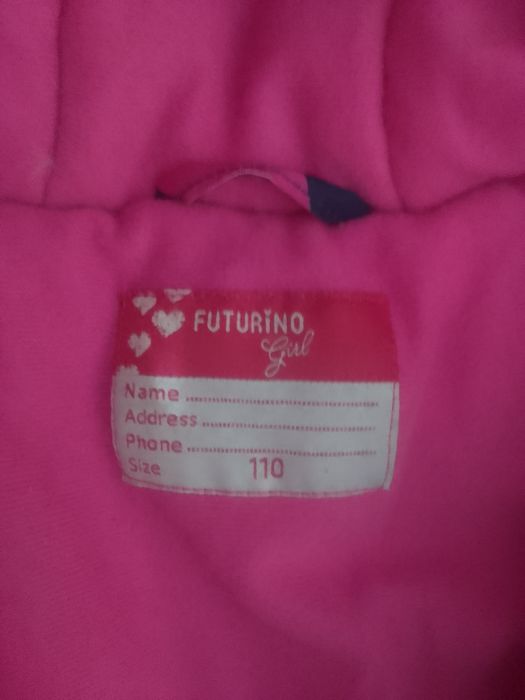 FUTURINO
Girl
Name
Address
Phone
Size 110